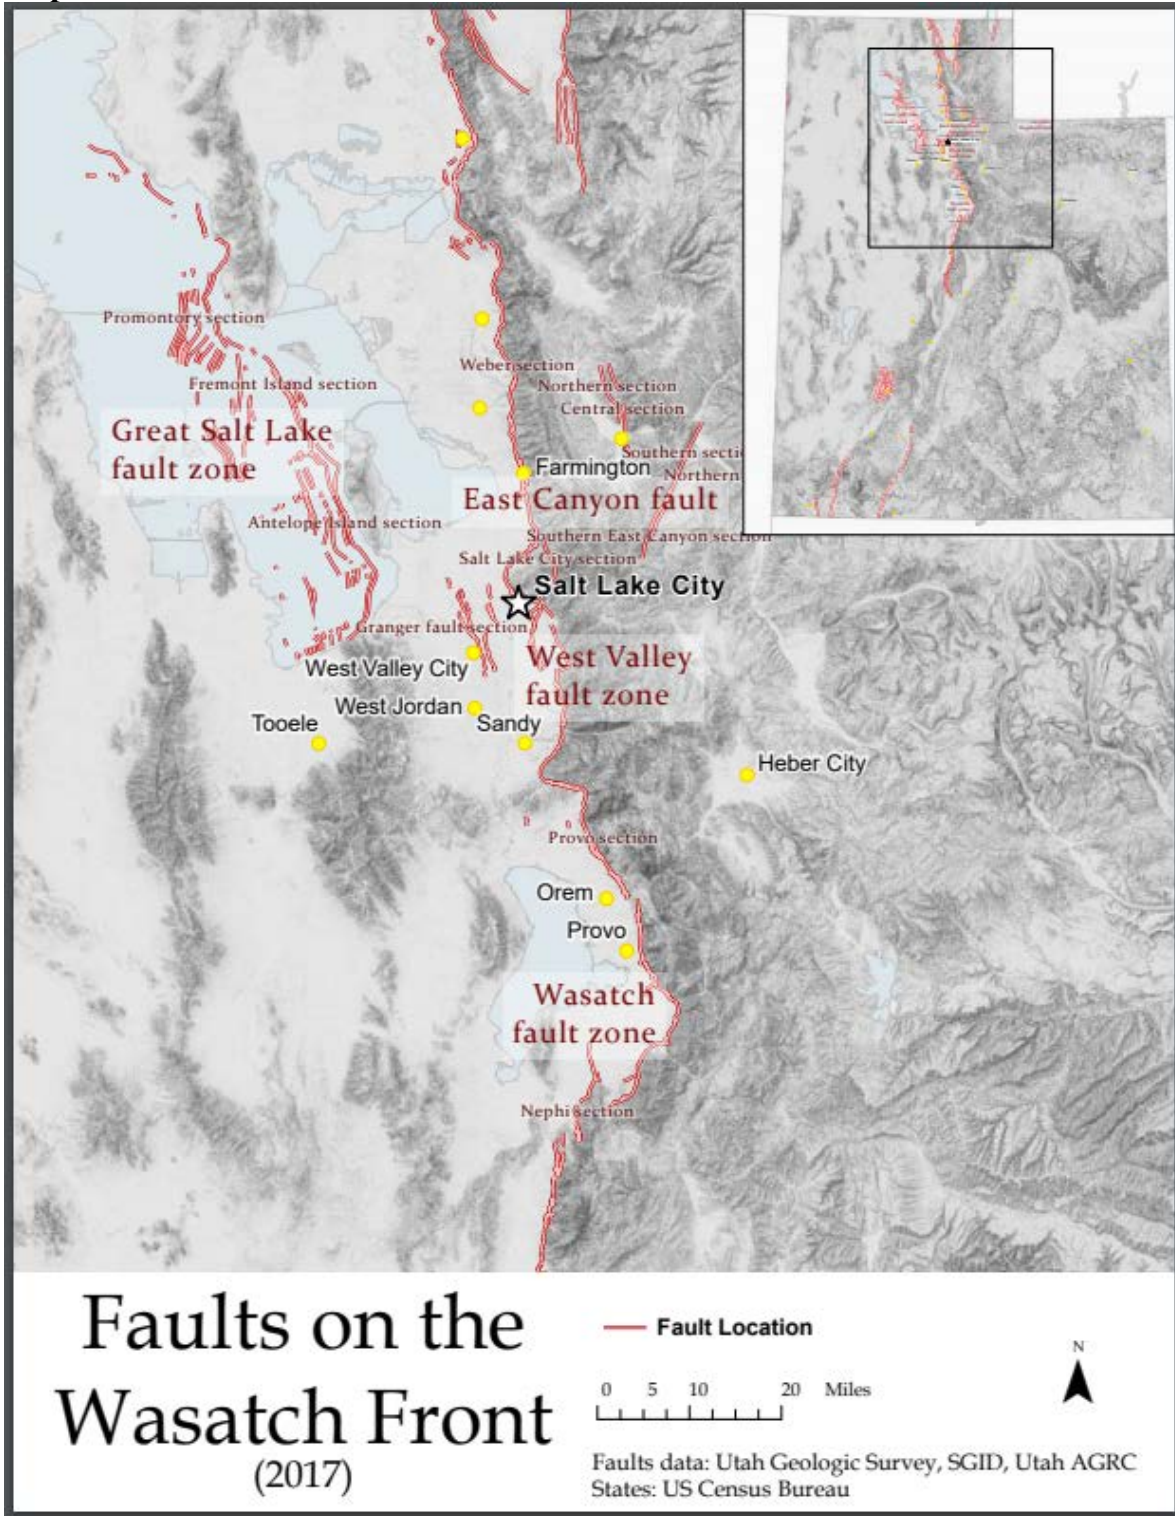 Promontory section
Weber section
Fremont Island section
Northern section
Central section
Great Salt Lake
fault zone
Southern secti
Farmington
Northern
East Canyon fault
Antelope Island section
Southern East Canyon section
Salt Lake City section
Salt Lake City
Granger fault section
West Valley City
West Valley
fault zone
West Jordan
Tooele
Sandy
Heber City
Provo section
Orem
Provo
Wasatch
fault zone
Nephi section
Faults on the
Wasatch Front
(2017)
Fault Location
0 5 10 20 Miles
N
Faults data: Utah Geologic Survey, SGID, Utah AGRC
States: US Census Bureau